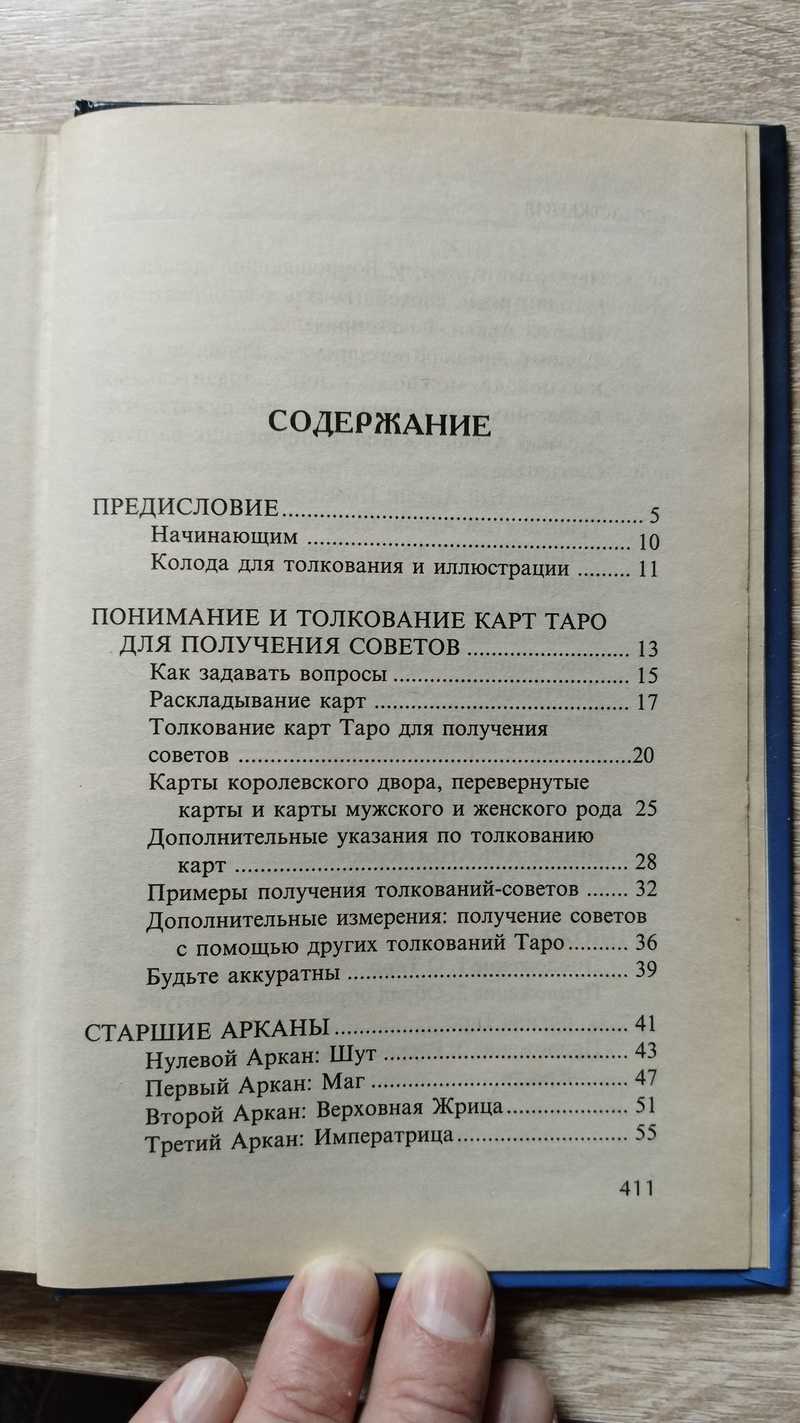 СОДЕРЖАНИЕ
ПРЕДИСЛОВИЕ.................................................... 5
Начинающим .............................................. 10
Колода для толкования и иллюстрации ......... 11
ПОНИМАНИЕ И ТОЛКОВАНИЕ КАРТ ТАРО
ДЛЯ ПОЛУЧЕНИЯ СОВЕТОВ ........................... 13
Как задавать вопросы .................................. 15
Раскладывание карт ..................................... 17
Толкование карт Таро для получения
советов .........................................................20
Карты королевского двора, перевернутые
карты и карты мужского и женского рода 25
Дополнительные указания по толкованию
карт ......................................................... 28
Примеры получения толкований-советов ....... 32
Дополнительные измерения: получение советов
с помощью других толкований Таро.......... 36
Будьте аккуратны ........................................ 39
СТАРШИЕ АРКАНЫ ........................................... 41
Нулевой Аркан: Шут ................................... 43
Первый Аркан: Маг ..................................... 47
Второй Аркан: Верховная Жрица.................. 51
Третий Аркан: Императрица......................... 55
411